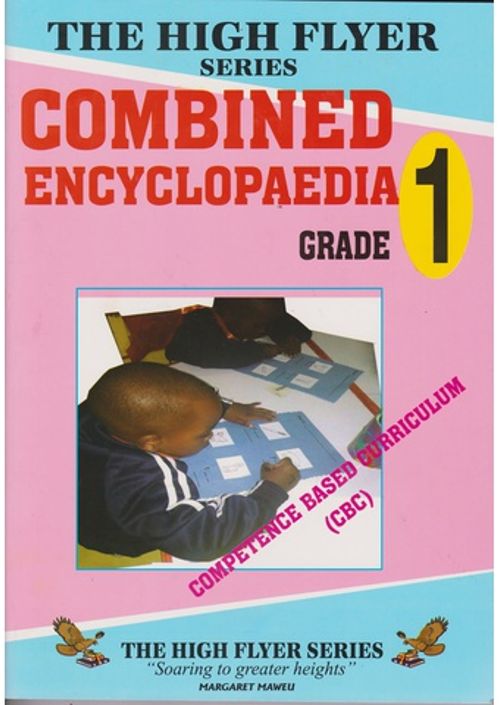 THE HIGH FLYER
SERIES
COMBINED
ENCYCLOPAEDIA
GRADE 1
COMPETENCE BASED CURRICULUM
(CBC)
THE HIGH FLYER SERIES
"Soaring to greater heights"
MARGARET MAWEU